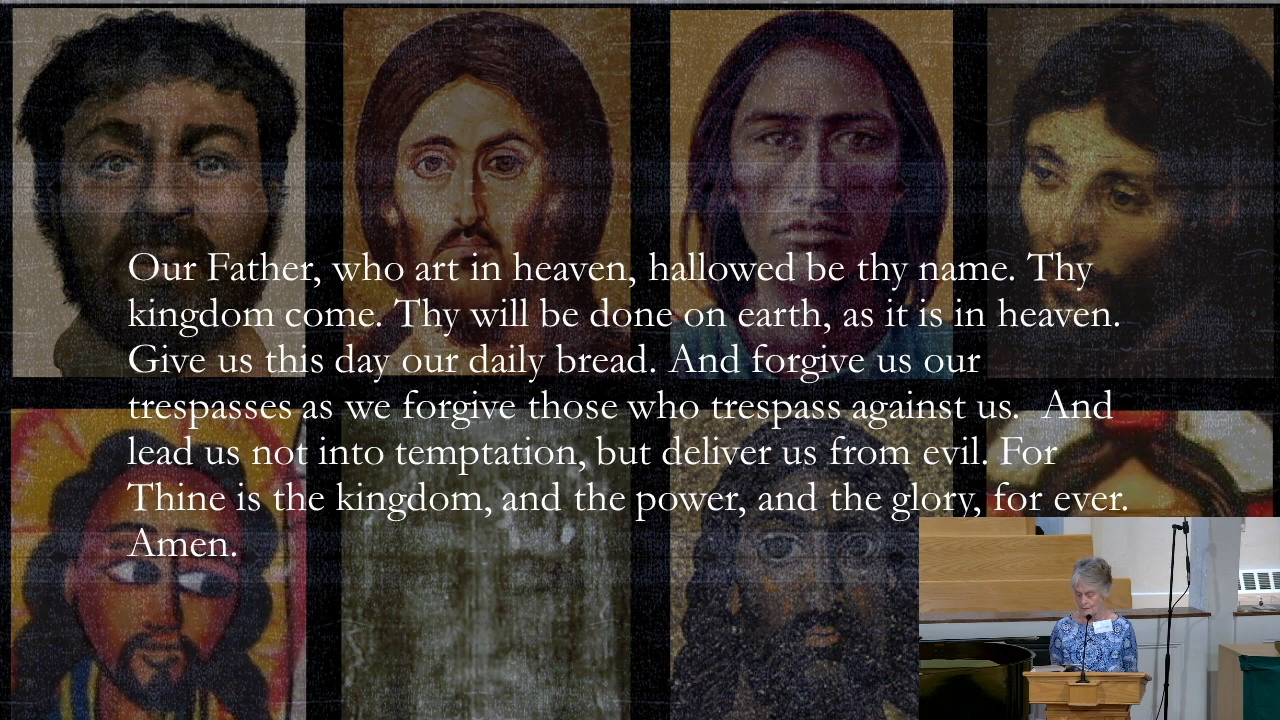 Our Father, who art in heaven, hallowed be thy name. Thy
kingdom come. Thy will be done on earth, as it is in heaven.
Give us this day our daily bread. And forgive us our
trespasses as we forgive those who trespass against us.  And
lead us not into temptation, but deliver us from evil. For
Thine is the kingdom, and the power, and the glory, for ever.
Amen.